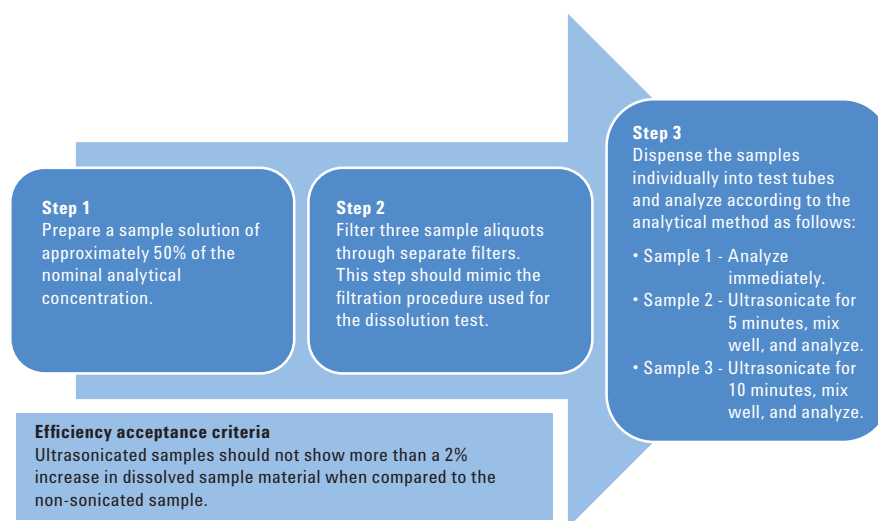 Step 1
Prepare a sample solution of
approximately 50% of the
nominal analytical
concentration.
Step 2
Filter three sample aliquots
through separate filters.
This step should mimic the
filtration procedure used for
the dissolution test.
Step 3
Dispense the samples
individually into test tubes
and analyze according to the
analytical method as follows:
• Sample 1 - Analyze
immediately.
• Sample 2 - Ultrasonicate for
5 minutes, mix
well, and analyze.
• Sample 3 - Ultrasonicate for
10 minutes, mix
well, and analyze.
Efficiency acceptance criteria
Ultrasonicated samples should not show more than a 2%
increase in dissolved sample material when compared to the
non-sonicated sample.